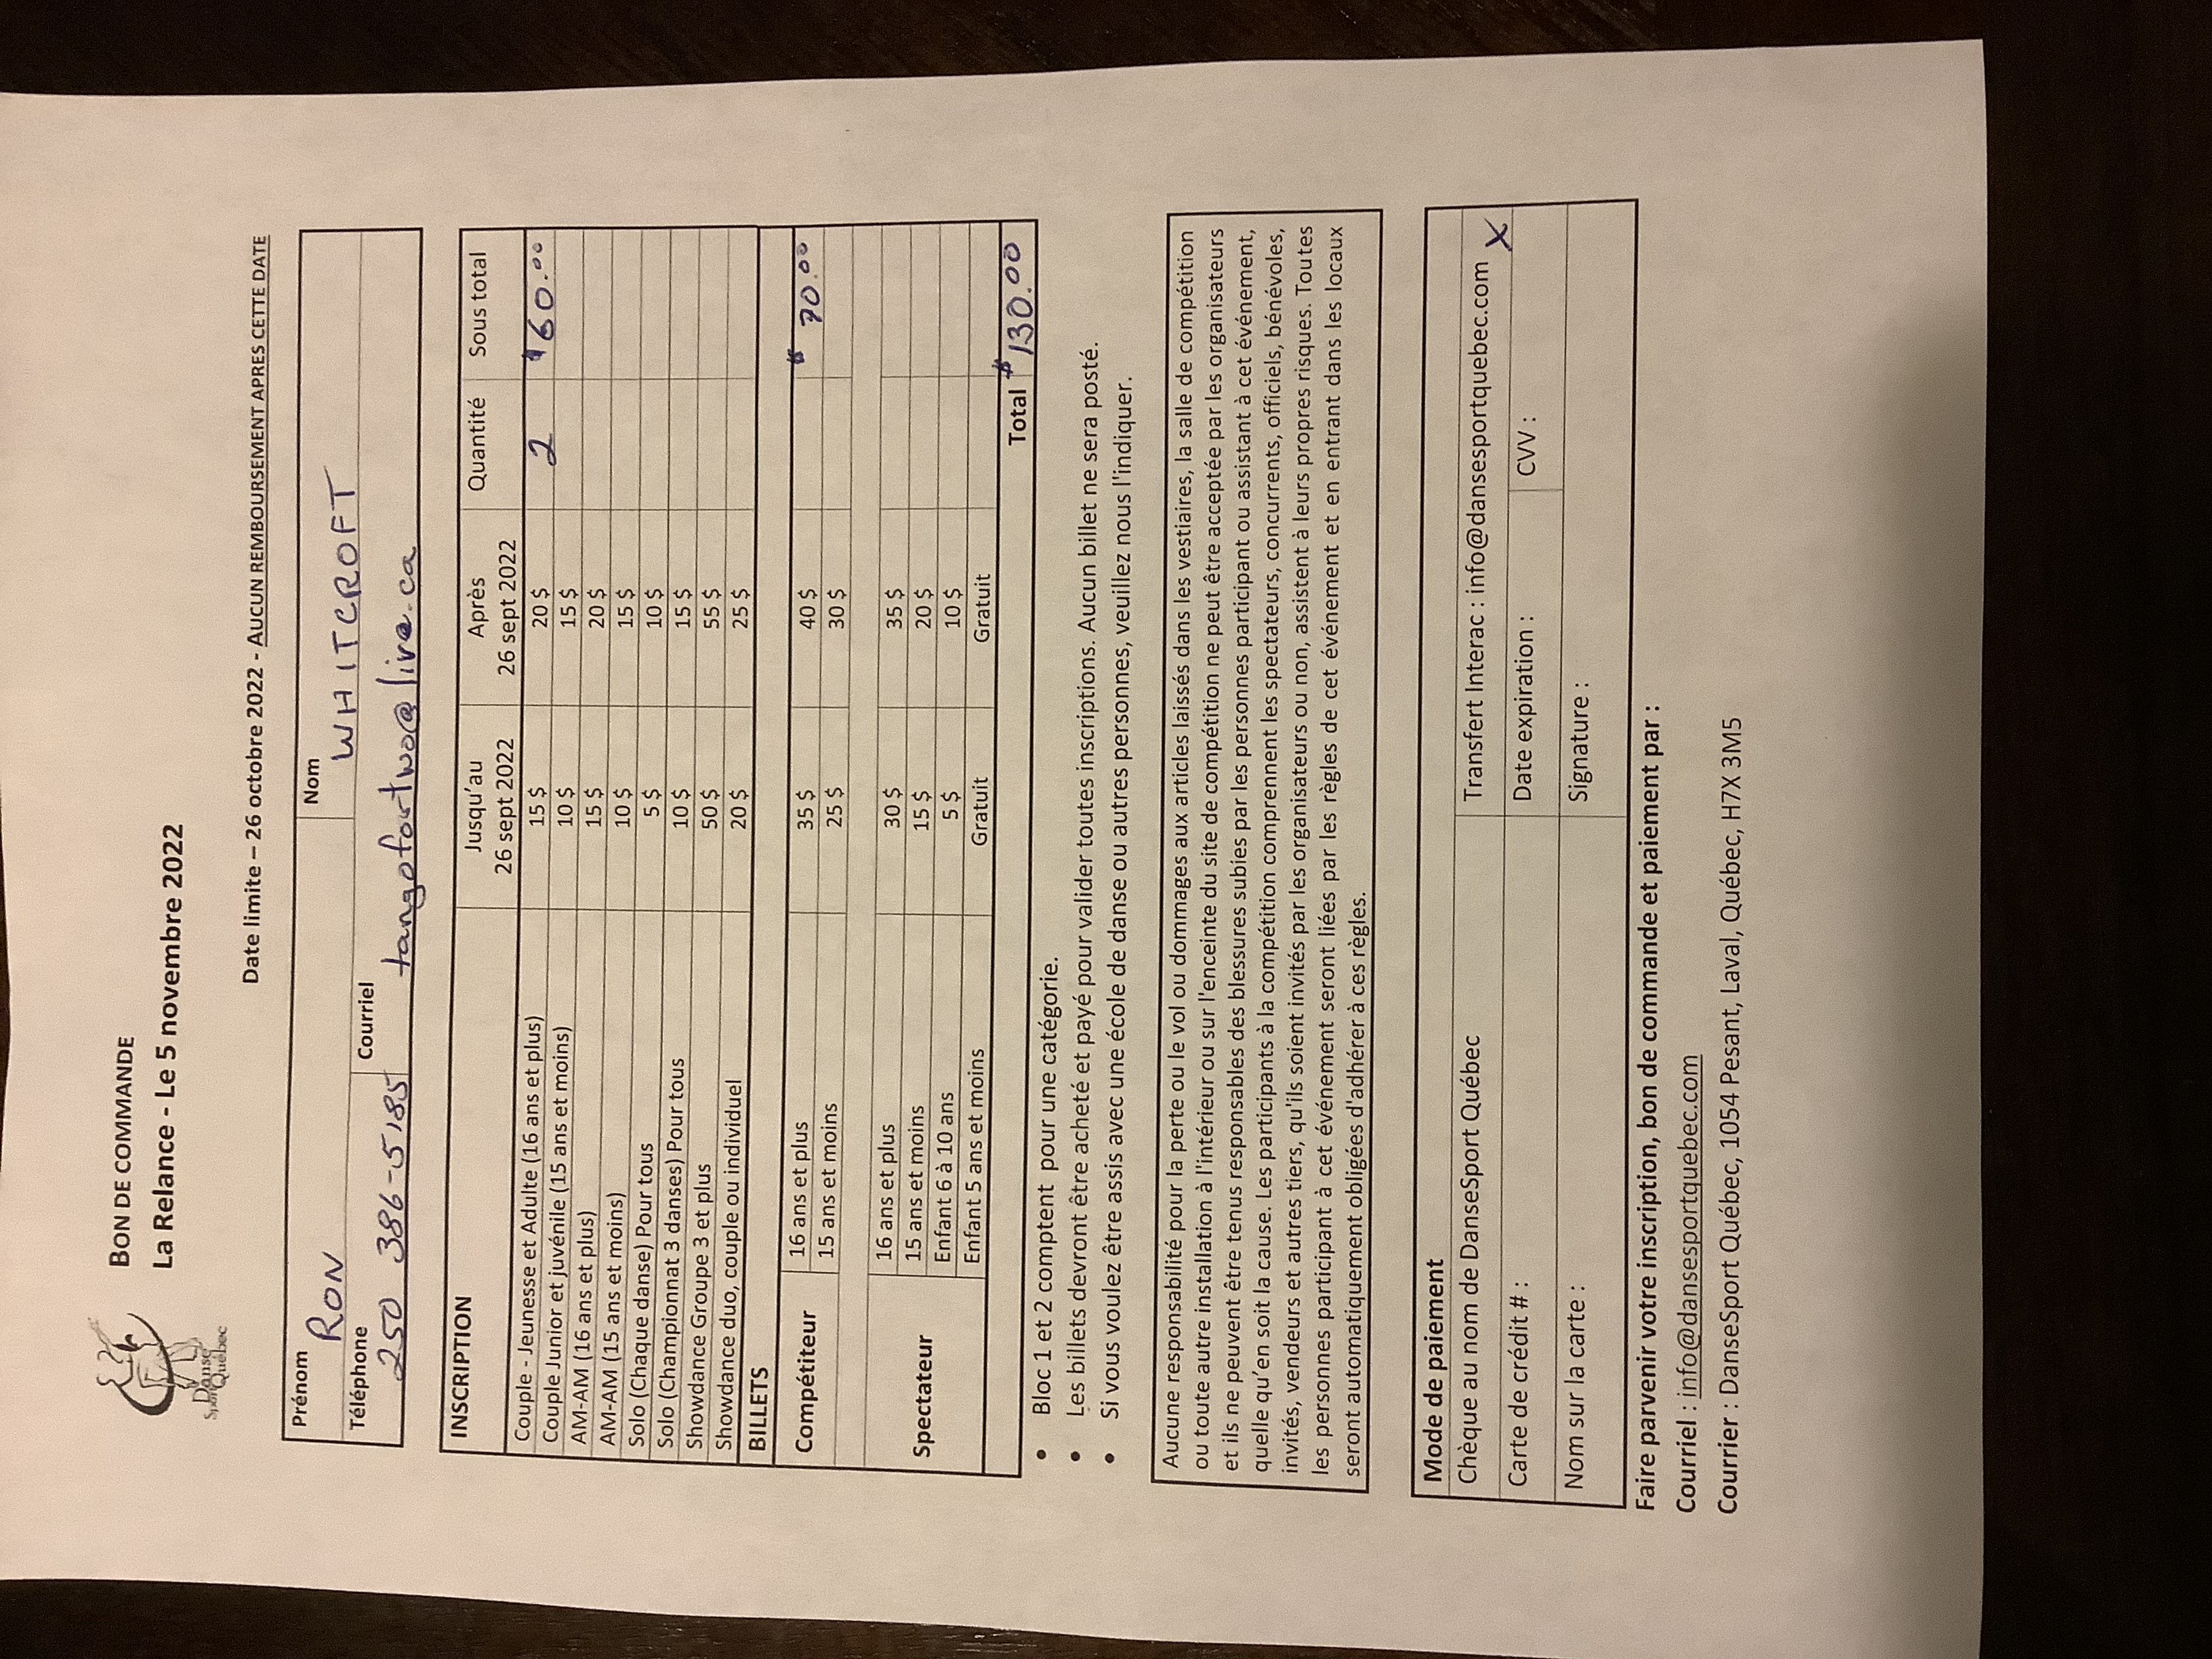 Danse
Sport Québec
BON DE COMMANDE
La Relance - Le 5 novembre 2022
Date limite – 26 octobre 2022 - AUCUN REMBOURSEMENT APRES CETTE DATE
Prénom Nom
RON WHITCROFT
Téléphone Courriel
250 386-5185 tangofortwo@live.ca
INSCRIPTION Jusqu'au 26 sept 2022 Après 26 sept 2022 Quantité Sous total
Couple - Jeunesse et Adulte (16 ans et plus) 15 $ 20 $ 2 $60.00
Couple Junior et juvénile (15 ans et moins) 10 $ 15 $
AM-AM (16 ans et plus) 15 $ 20 $
AM-AM (15 ans et moins) 10 $ 15 $
Solo (Chaque danse) Pour tous 5 $ 10 $
Solo (Championnat 3 danses) Pour tous 10 $ 15 $
Showdance Groupe 3 et plus 50 $ 55 $
Showdance duo, couple ou individuel 20 $ 25 $
BILLETS
Compétiteur 16 ans et plus 35 $ 40 $ $ 70.00
15 ans et moins 25 $ 30 $
Spectateur 16 ans et plus 30 $ 35 $
15 ans et moins 15 $ 20 $
Enfant 6 à 10 ans 5 $ 10 $
Enfant 5 ans et moins Gratuit Gratuit
Total $130.00
• Bloc 1 et 2 comptent pour une catégorie.
• Les billets devront être acheté et payé pour valider toutes inscriptions. Aucun billet ne sera posté.
• Si vous voulez être assis avec une école de danse ou autres personnes, veuillez nous l'indiquer.
Aucune responsabilité pour la perte ou le vol ou dommages aux articles laissés dans les vestiaires, la salle de compétition
ou toute autre installation à l'intérieur ou sur l'enceinte du site de compétition ne peut être acceptée par les organisateurs
et ils ne peuvent être tenus responsables des blessures subies par les personnes participant ou assistant à cet événement,
quelle qu'en soit la cause. Les participants à la compétition comprennent les spectateurs, concurrents, officiels, bénévoles,
invités, vendeurs et autres tiers, qu'ils soient invités par les organisateurs ou non, assistent à leurs propres risques. Toutes
les personnes participant à cet événement seront liées par les règles de cet événement et en entrant dans les locaux
seront automatiquement obligées d'adhérer à ces règles.
Mode de paiement
Chèque au nom de DanseSport Québec Transfert Interac : info@dansesportquebec.com X
Carte de crédit # : Date expiration : CVV :
Nom sur la carte : Signature :
Faire parvenir votre inscription, bon de commande et paiement par :
Courriel : info@dansesportquebec.com
Courrier : DanseSport Québec, 1054 Pesant, Laval, Québec, H7X 3M5